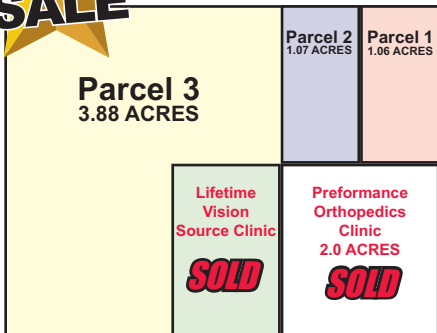 SALE
Parcel 3
3.88 ACRES
Parcel 2
1.07 ACRES
Parcel 1
1.06 ACRES
Lifetime
Vision
Source Clinic
SOLD
Preformance
Orthopedics
Clinic
2.0 ACRES
SOLD